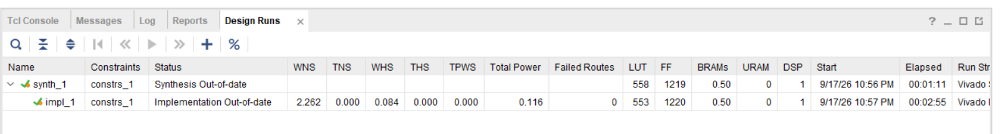 Tcl Console Messages Log Reports Design Runs × ? _
%
Name Constraints Status WNS TNS WHS THS TPWS Total Power Failed Routes LUT FF BRAMs URAM DSP Start Elapsed Run Str
synth_1 constrs_1 Synthesis Out-of-date 558 1219 0.50 0 1 9/17/26 10:56 PM 00:01:11 Vivado
impl_1 constrs_1 Implementation Out-of-date 2.262 0.000 0.084 0.000 0.000 0.116 0 553 1220 0.50 0 1 9/17/26 10:57 PM 00:02:55 Vivado